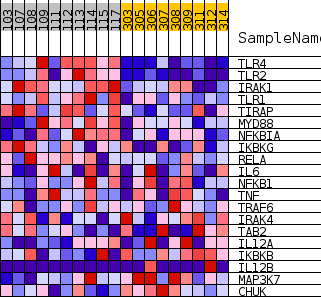 103 107 108 109 111 112 113 114 115 117 303 305 306 307 308 309 311 312 314
SampleName
TLR4
TLR2
IRAK1
TLR1
TIRAP
MYD88
NFKBIA
IKBKG
RELA
IL6
NFKB1
TNF
TRAF6
IRAK4
TAB2
IL12A
IKBKB
IL12B
MAP3K7
CHUK